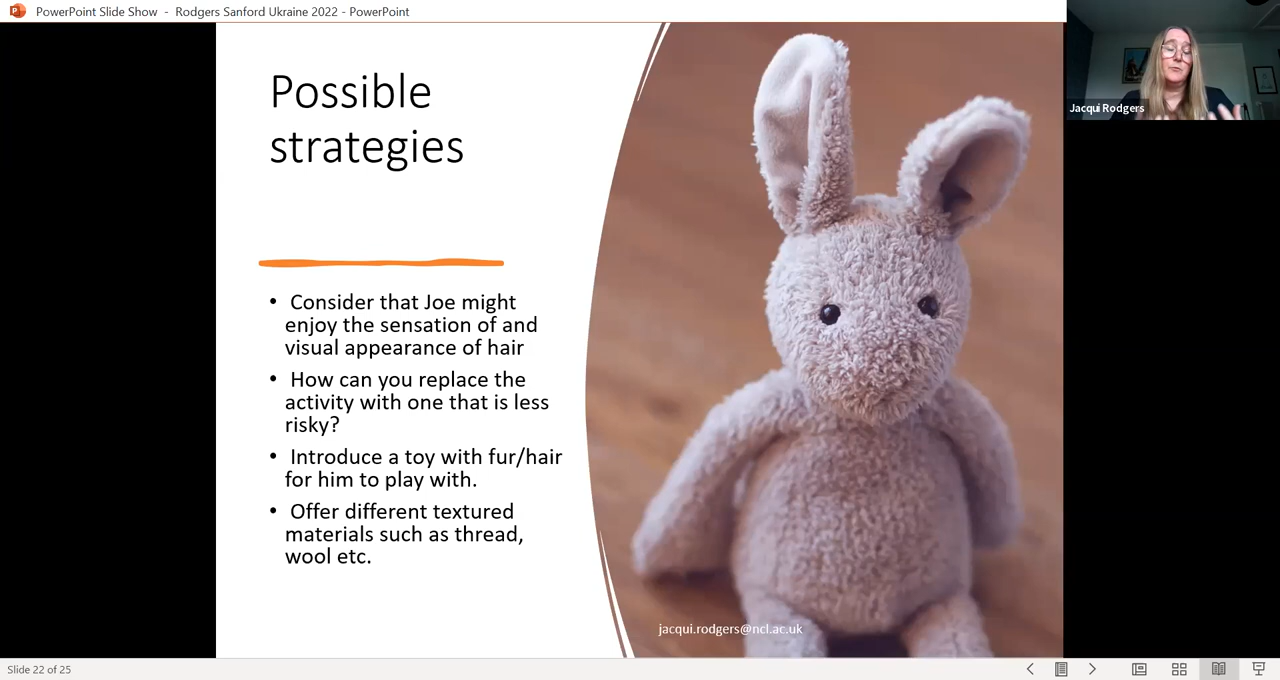 PowerPoint Slide Show - Rodgers Sanford Ukraine 2022 - PowerPoint
Jacqui Rodgers
Possible
strategies
• Consider that Joe might
enjoy the sensation of and
visual appearance of hair
• How can you replace the
activity with one that is less
risky?
• Introduce a toy with fur/hair
for him to play with.
• Offer different textured
materials such as thread,
wool etc.
jacqui.rodgers@ncl.ac.uk
Slide 22 of 25